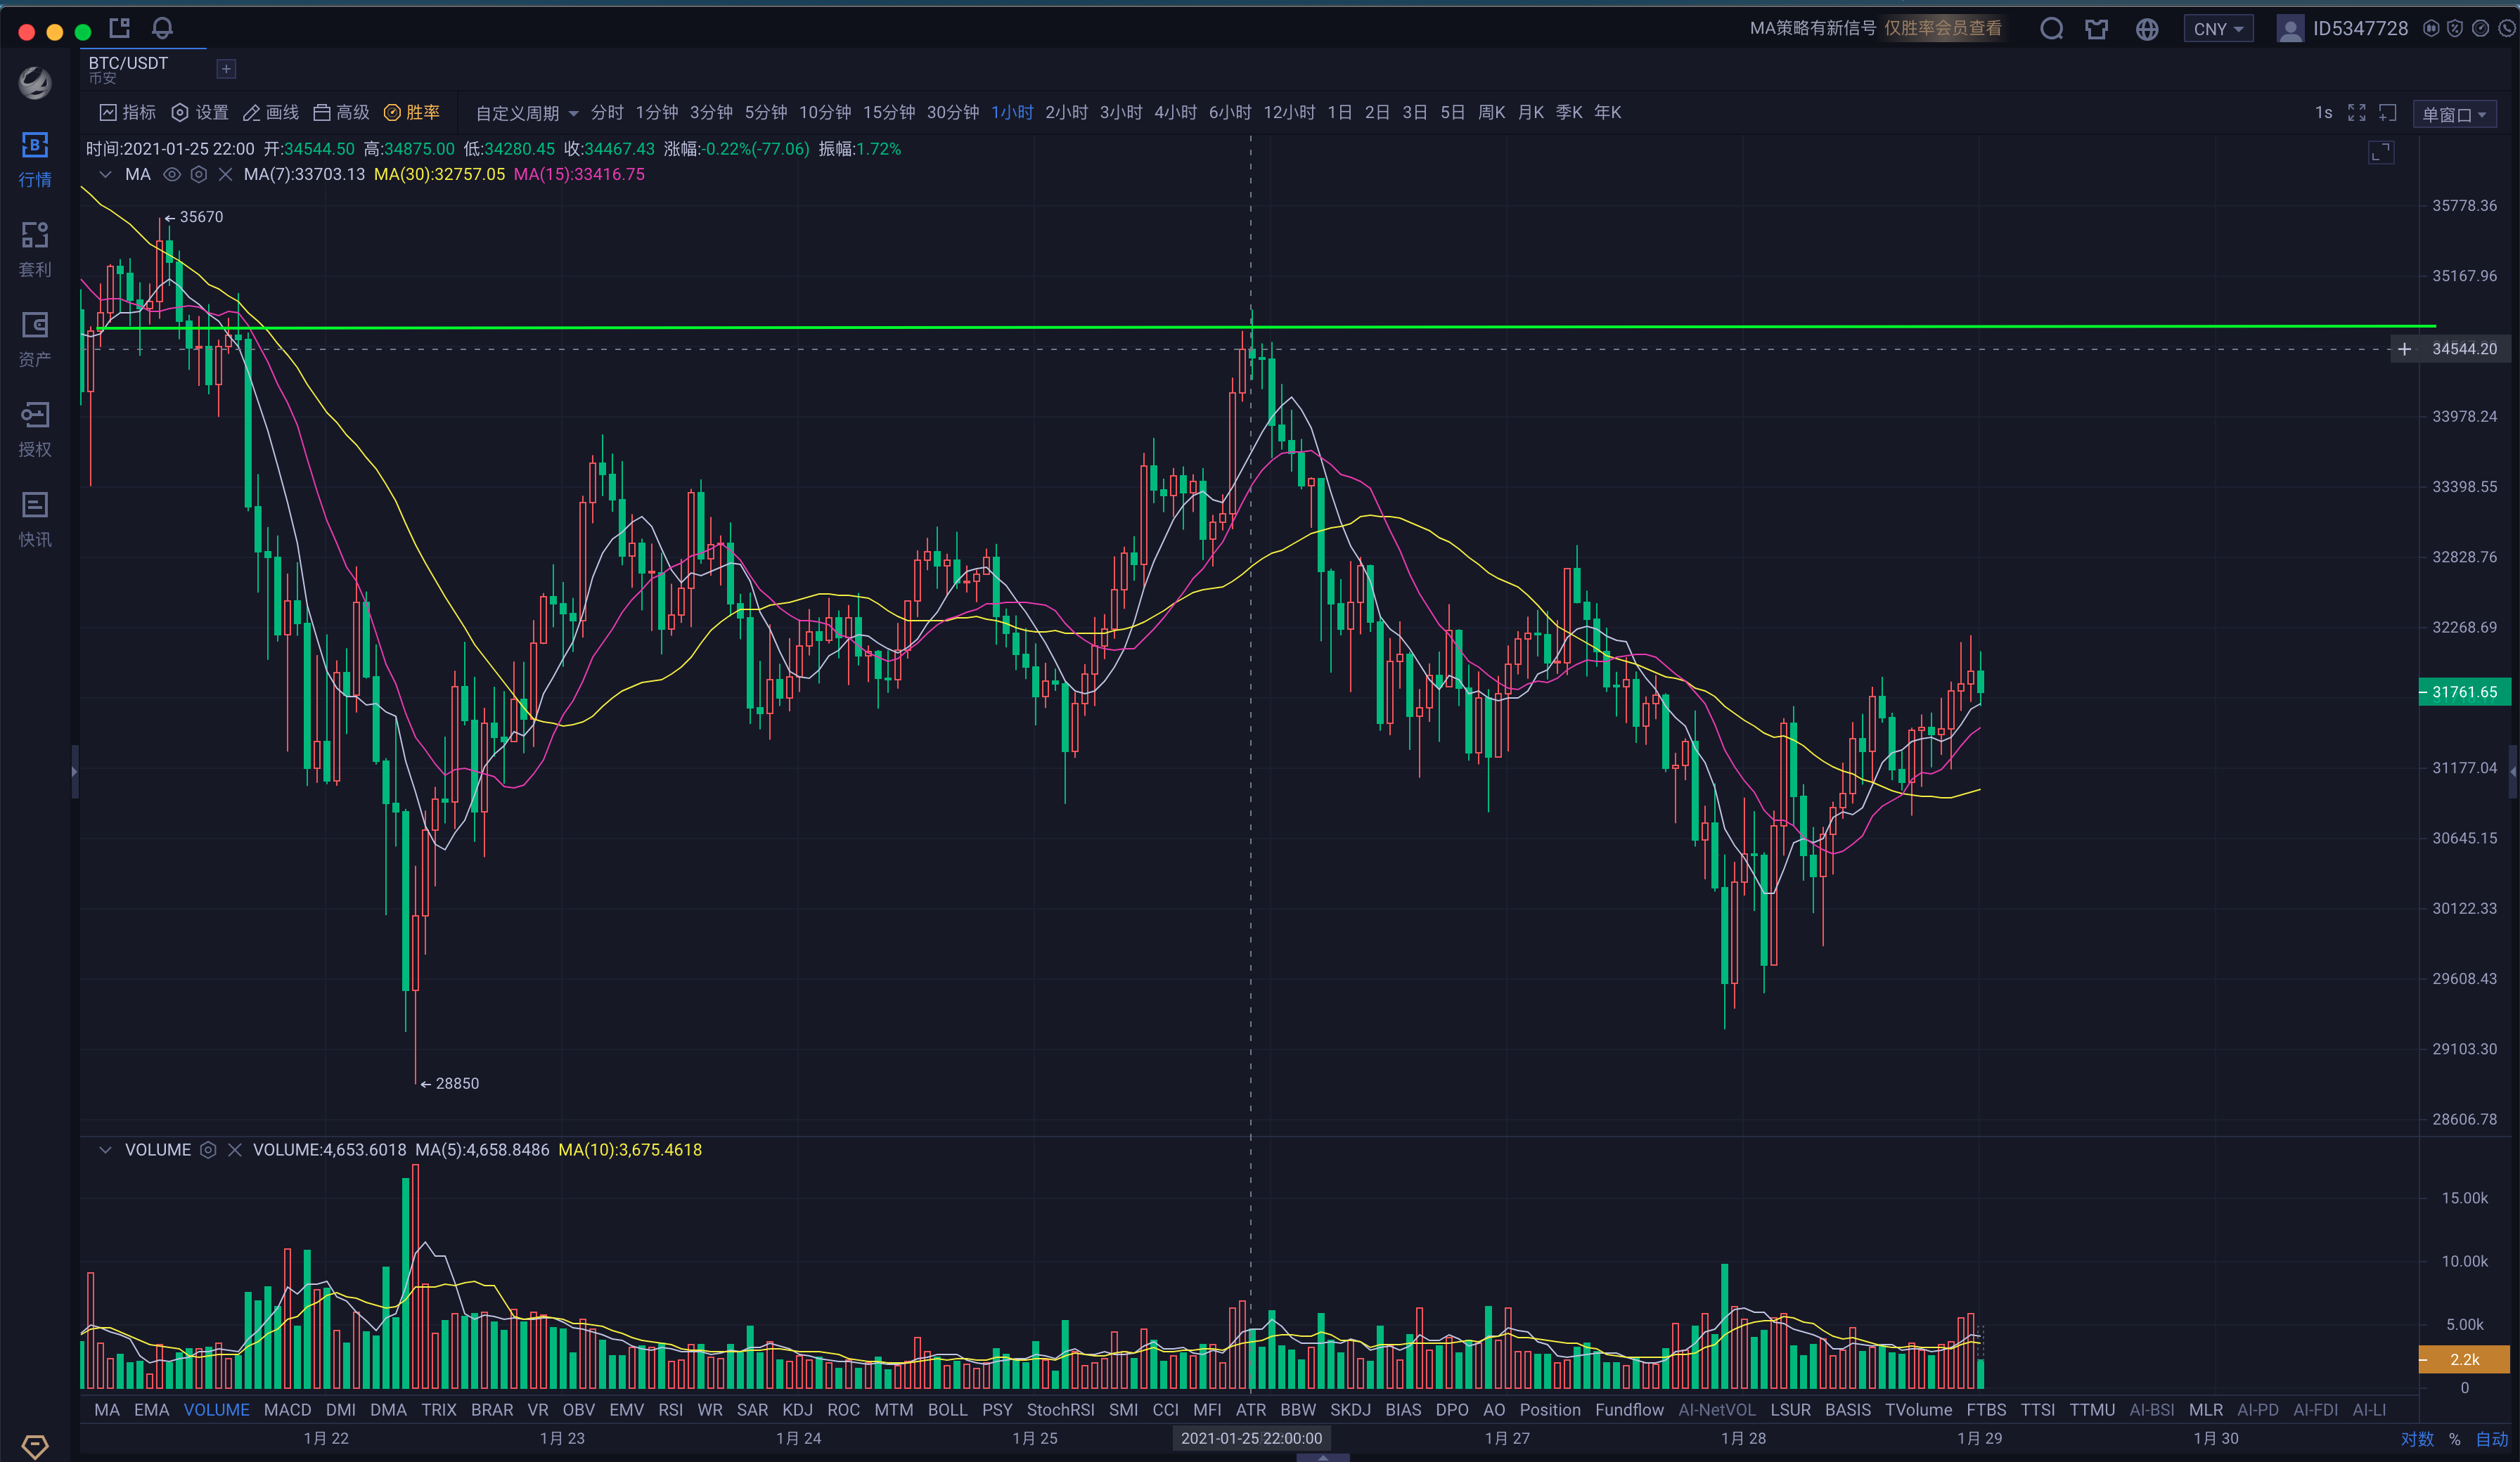 MA策略有新信号 仅胜率会员查看 CNY ID5347728
BTC/USDT
币安
指标 设置 画线 高级 胜率 自定义周期 分时 1分钟 3分钟 5分钟 10分钟 15分钟 30分钟 1小时 2小时 3小时 4小时 6小时 12小时 1日 2日 3日 5日 周K 月K 季K 年K 1s 单窗口
行情
套利
资产
授权
快讯
时间:2021-01-25 22:00 开:34544.50 高:34875.00 低:34280.45 收:34467.43 涨幅:-0.22%(-77.06) 振幅:1.72%
MA MA(7):33703.13 MA(30):32757.05 MA(15):33416.75
35670
35778.36
35167.96
34544.20
33978.24
33398.55
32828.76
32268.69
31761.65
31177.04
30645.15
30122.33
29608.43
29103.30
28850
28606.78
VOLUME VOLUME:4,653.6018 MA(5):4,658.8486 MA(10):3,675.4618
15.00k
10.00k
5.00k
2.2k
0
MA EMA VOLUME MACD DMI DMA TRIX BRAR VR OBV EMV RSI WR SAR KDJ ROC MTM BOLL PSY StochRSI SMI CCI MFI ATR BBW SKDJ BIAS DPO AO Position Fundflow AI-NetVOL LSUR BASIS TVolume FTBS TTSI TTMU AI-BSI MLR AI-PD AI-FDI AI-LI
1月 22 1月 23 1月 24 1月 25 2021-01-25 22:00:00 1月 27 1月 28 1月 29 1月 30 对数 % 自动